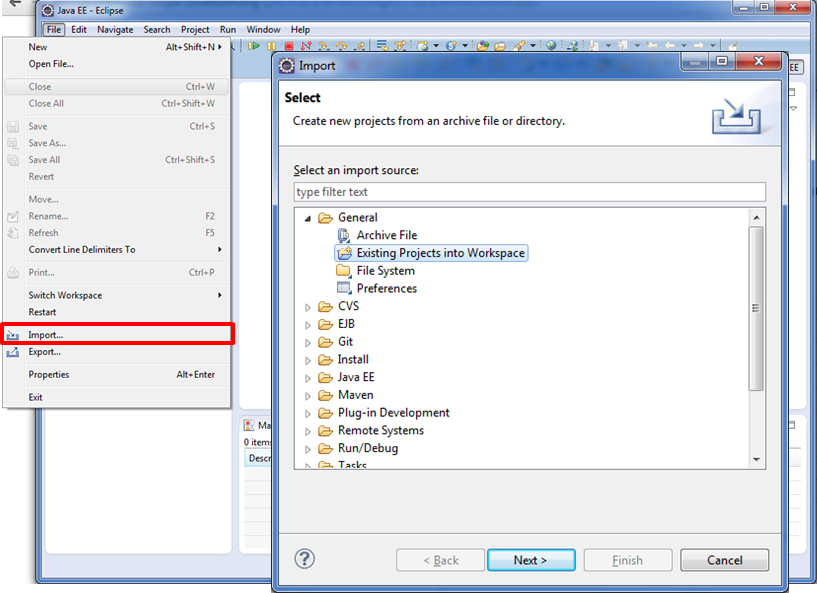 Java EE - Eclipse
File Edit Navigate Search Project Run Window Help
New Alt+Shift+N
Open File...
Close Ctrl+W
Close All Ctrl+Shift+W
Save Ctrl+S
Save As...
Save All Ctrl+Shift+S
Revert
Move...
Rename... F2
Refresh F5
Convert Line Delimiters To
Print... Ctrl+P
Switch Workspace
Restart
Import...
Export...
Properties Alt+Enter
Exit
EE
Ma
0 items
Descr
Import
Select
Create new projects from an archive file or directory.
Select an import source:
type filter text
General
Archive File
Existing Projects into Workspace
File System
Preferences
CVS
EJB
Git
Install
Java EE
Maven
Plug-in Development
Remote Systems
Run/Debug
Tasks
< Back Next > Finish Cancel